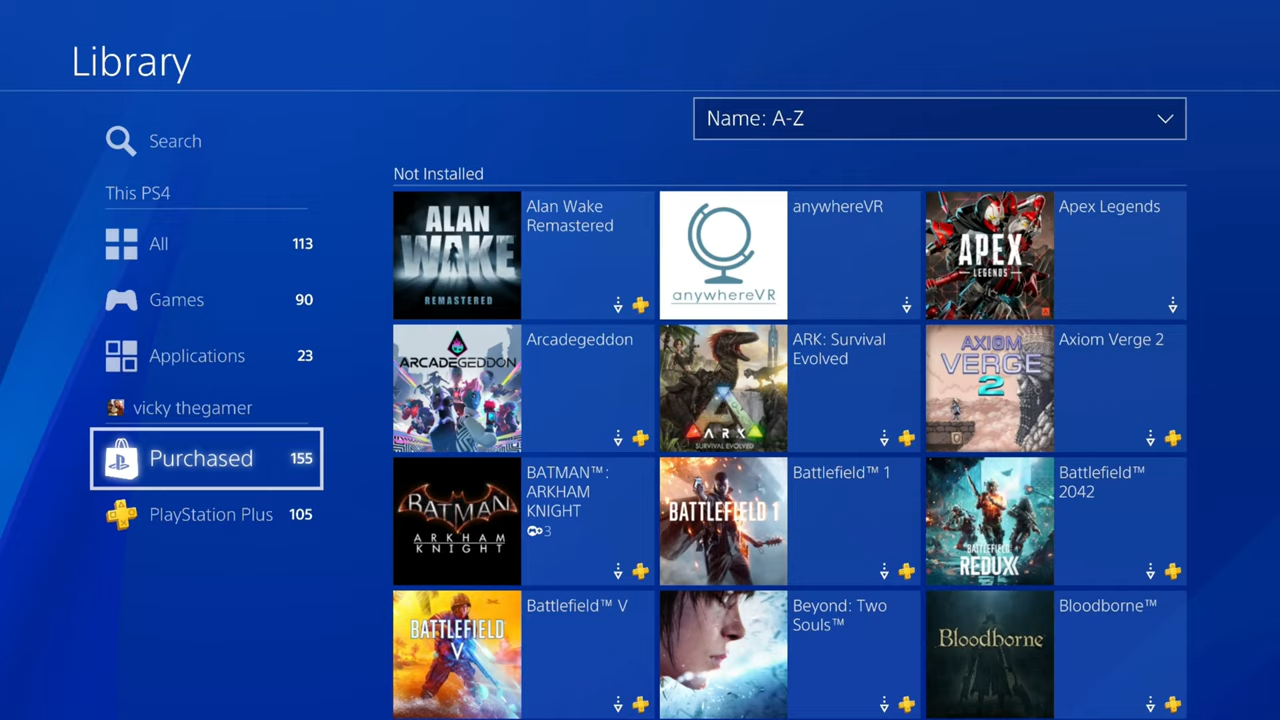 Library
Name: A-Z
Search
This PS4
All 113
Games 90
Applications 23
vicky thegamer
Purchased 155
PlayStation Plus 105
Not Installed
ALAN
WAKE
REMASTERED
Alan Wake
Remastered
anywhereVR
anywhereVR
APEX
LEGENDS
Apex Legends
ARCADEGEDDON
Arcadegeddon
ARK
SURVIVAL EVOLVED
ARK: Survival
Evolved
AXIOM
VERGE
2
Axiom Verge 2
BATMAN
ARKHAM
KNIGHT
BATMAN™:
ARKHAM
KNIGHT
3
BATTLEFIELD 1
Battlefield™ 1
BATTLEFIELD
REDUX
Battlefield™
2042
BATTLEFIELD
V
Battlefield™ V
Beyond: Two
Souls™
Bloodborne
Bloodborne™